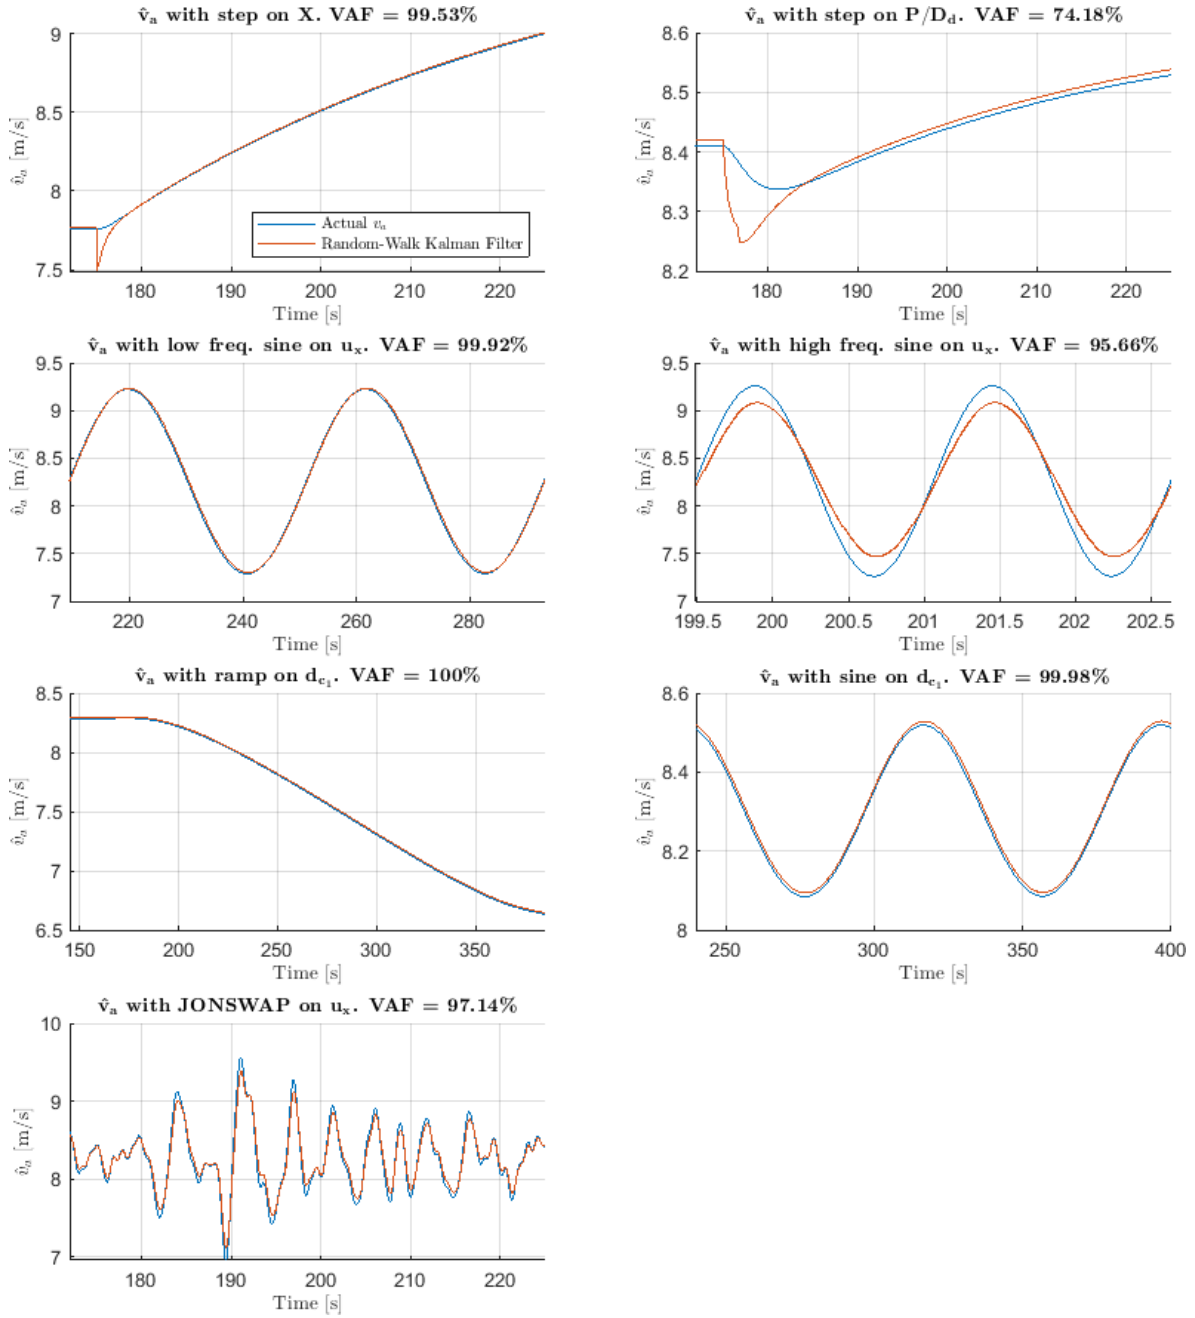 v̂ₐ with step on X. VAF = 99.53%
9
8.5
8
7.5
v̂ₐ [m/s]
Actual vₐ
Random-Walk Kalman Filter
180 190 200 210 220
Time [s]
v̂ₐ with step on P/D_d. VAF = 74.18%
8.6
8.5
8.4
8.3
8.2
v̂ₐ [m/s]
180 190 200 210 220
Time [s]
v̂ₐ with low freq. sine on uₓ. VAF = 99.92%
9.5
9
8.5
8
7.5
7
v̂ₐ [m/s]
220 240 260 280
Time [s]
v̂ₐ with high freq. sine on uₓ. VAF = 95.66%
9.5
9
8.5
8
7.5
7
v̂ₐ [m/s]
199.5 200 200.5 201 201.5 202 202.5
Time [s]
v̂ₐ with ramp on d_c₁. VAF = 100%
8.5
8
7.5
7
6.5
v̂ₐ [m/s]
150 200 250 300 350
Time [s]
v̂ₐ with sine on d_c₁. VAF = 99.98%
8.6
8.4
8.2
8
v̂ₐ [m/s]
250 300 350 400
Time [s]
v̂ₐ with JONSWAP on uₓ. VAF = 97.14%
10
9
8
7
v̂ₐ [m/s]
180 190 200 210 220
Time [s]